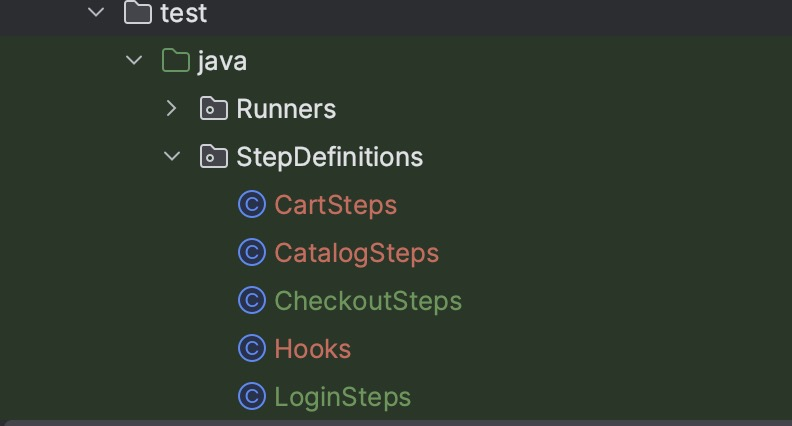 test
java
Runners
StepDefinitions
C CartSteps
C CatalogSteps
C CheckoutSteps
C Hooks
C LoginSteps